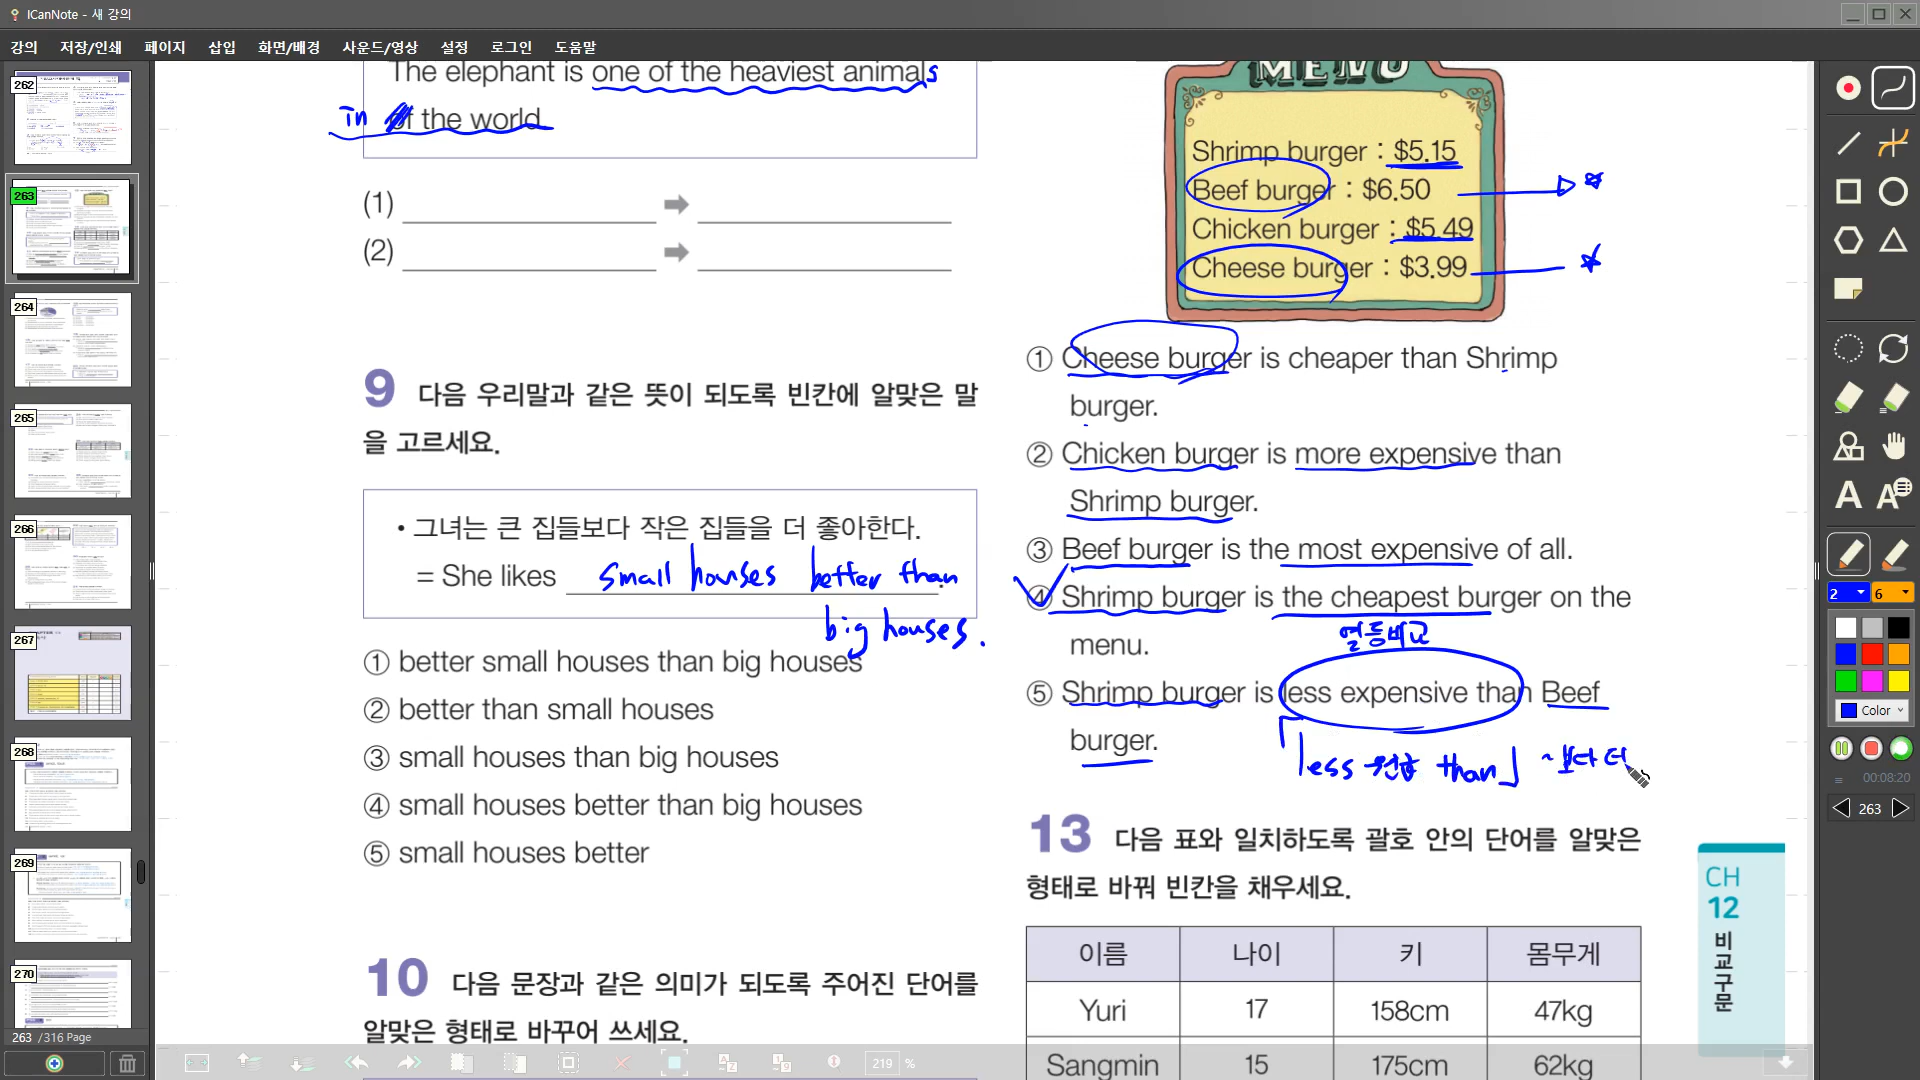 ICanNote - 새 강의
강의 저장/인쇄 페이지 삽입 화면/배경 사운드/영상 설정 로그인 도움말
262
263
264
265
266
267
268
269
270
263 /316 Page
The elephant is one of the heaviest animals
in of the world
(1)
(2)
9 다음 우리말과 같은 뜻이 되도록 빈칸에 알맞은 말
을 고르세요.
• 그녀는 큰 집들보다 작은 집들을 더 좋아한다.
= She likes small houses better than
big houses.
① better small houses than big houses
② better than small houses
③ small houses than big houses
④ small houses better than big houses
⑤ small houses better
10 다음 문장과 같은 의미가 되도록 주어진 단어를
알맞은 형태로 바꾸어 쓰세요.
MENU
Shrimp burger : $5.15
Beef burger : $6.50
Chicken burger : $5.49
Cheese burger : $3.99
① Cheese burger is cheaper than Shrimp
burger.
② Chicken burger is more expensive than
Shrimp burger.
③ Beef burger is the most expensive of all.
④ Shrimp burger is the cheapest burger on the
menu.
열등비교
⑤ Shrimp burger is less expensive than Beef
burger.
「less 원급 than」 ~보다 더
13 다음 표와 일치하도록 괄호 안의 단어를 알맞은
형태로 바꿔 빈칸을 채우세요.
이름 나이 키 몸무게
Yuri 17 158cm 47kg
Sangmin 15 175cm 62kg
CH
12
비교구문
219 %
2 6
Color
00:08:20
263